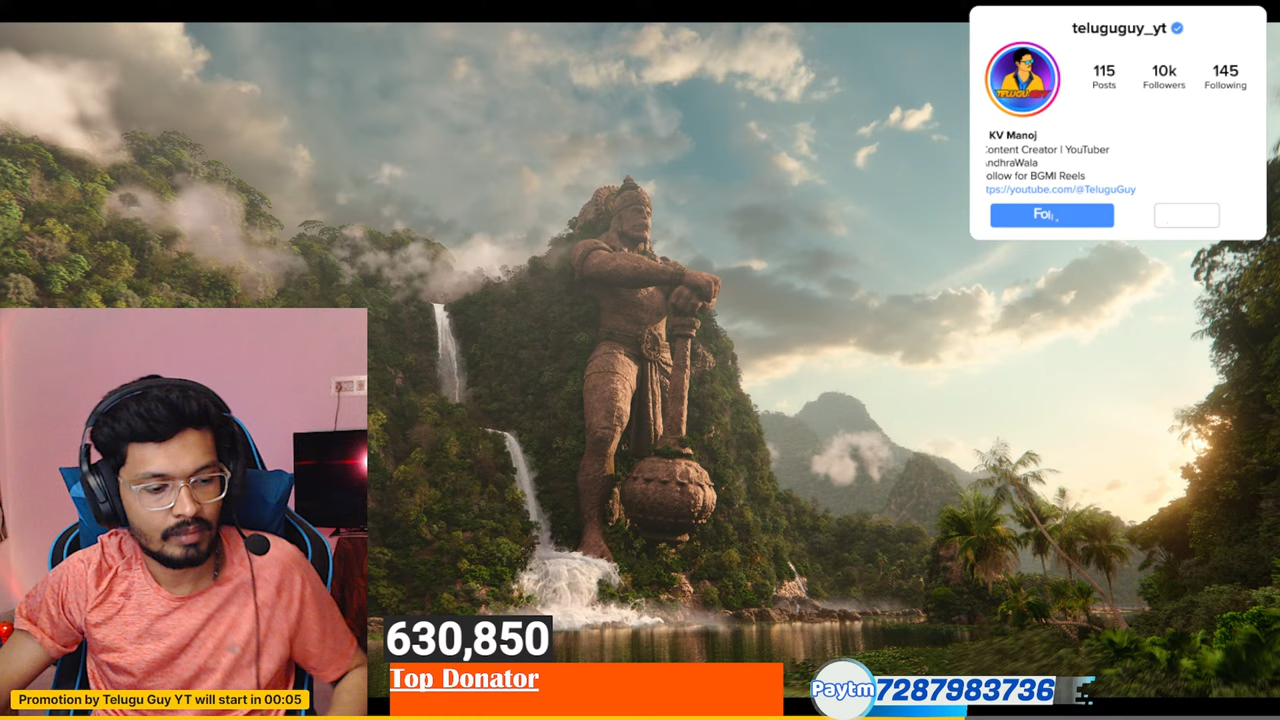 teluguguy_yt
115
10k
145
Posts
Followers
Following
KV Manoj
ontent Creator | YouTuber
ndhraWala
ollow for BGMI Reels
tps://youtube.com/@TeluguGuy
Fol
630,850
Top Donator
Promotion by Telugu Guy YT will start in 00:05
Paytm 7287983736